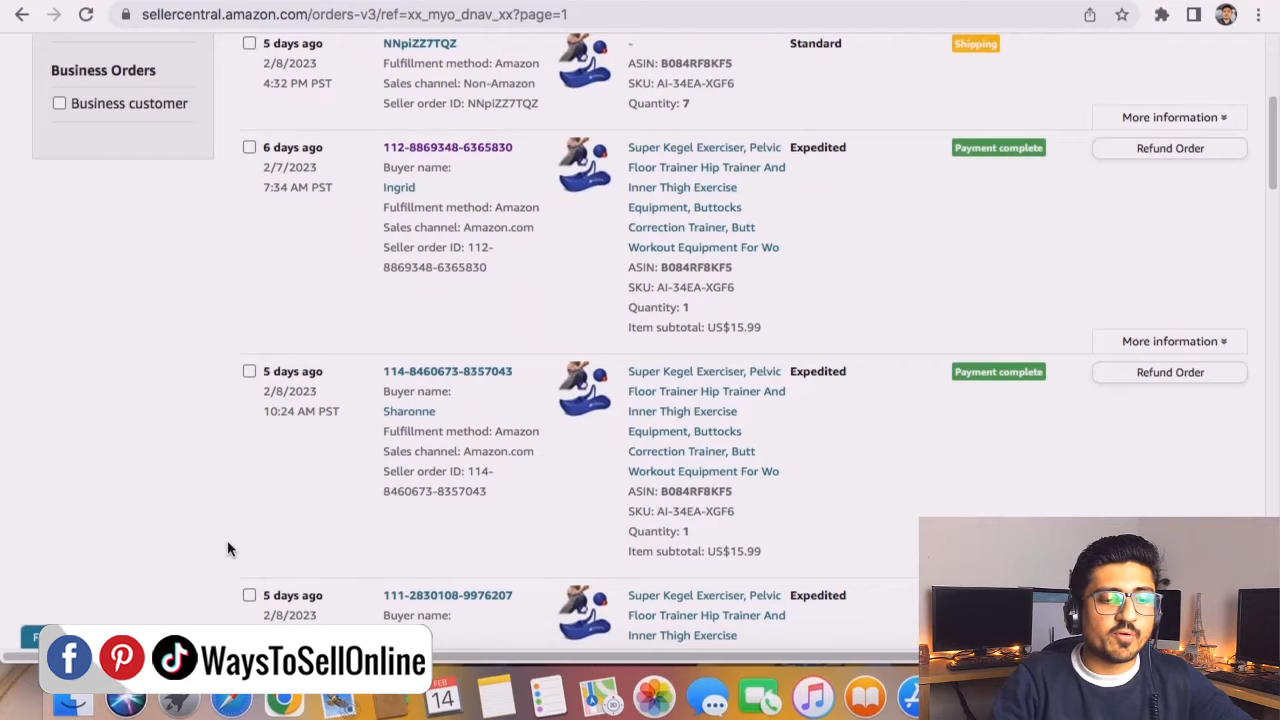 sellercentral.amazon.com/orders-v3/ref=xx_myo_dnav_xx?page=1
Business Orders
Business customer
5 days ago
2/8/2023
4:32 PM PST
NNpiZZ7TQZ
Fulfillment method: Amazon
Sales channel: Non-Amazon
Seller order ID: NNpiZZ7TQZ
-
ASIN: B084RF8KF5
SKU: AI-34EA-XGF6
Quantity: 7
Standard
Shipping
More information
6 days ago
2/7/2023
7:34 AM PST
112-8869348-6365830
Buyer name:
Ingrid
Fulfillment method: Amazon
Sales channel: Amazon.com
Seller order ID: 112-
8869348-6365830
Super Kegel Exerciser, Pelvic
Floor Trainer Hip Trainer And
Inner Thigh Exercise
Equipment, Buttocks
Correction Trainer, Butt
Workout Equipment For Wo
ASIN: B084RF8KF5
SKU: AI-34EA-XGF6
Quantity: 1
Item subtotal: US$15.99
Expedited
Payment complete
Refund Order
More information
5 days ago
2/8/2023
10:24 AM PST
114-8460673-8357043
Buyer name:
Sharonne
Fulfillment method: Amazon
Sales channel: Amazon.com
Seller order ID: 114-
8460673-8357043
Super Kegel Exerciser, Pelvic
Floor Trainer Hip Trainer And
Inner Thigh Exercise
Equipment, Buttocks
Correction Trainer, Butt
Workout Equipment For Wo
ASIN: B084RF8KF5
SKU: AI-34EA-XGF6
Quantity: 1
Item subtotal: US$15.99
Expedited
Payment complete
Refund Order
5 days ago
2/8/2023
111-2830108-9976207
Buyer name:
Super Kegel Exerciser, Pelvic
Floor Trainer Hip Trainer And
Inner Thigh Exercise
Expedited
WaysToSellOnline
FEB
14